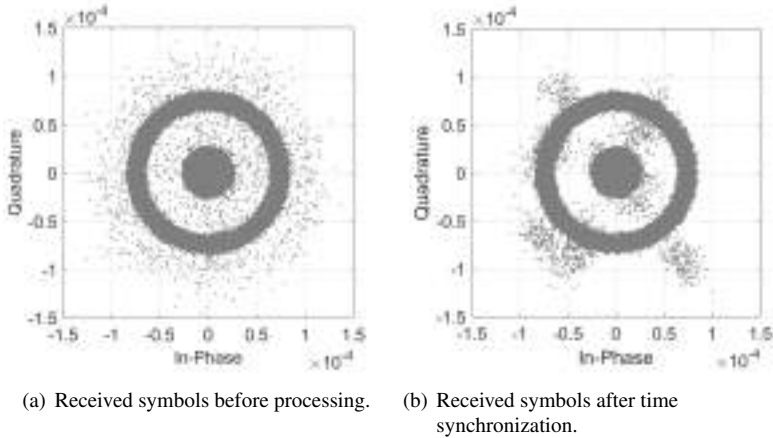 ×10⁻⁴
1.5
1
0.5
0
-0.5
-1
-1.5
Quadrature
-1.5 -1 -0.5 0 0.5 1 1.5
In-Phase
×10⁻⁴
×10⁻⁴
1.5
1
0.5
0
-0.5
-1
-1.5
Quadrature
-1.5 -1 -0.5 0 0.5 1 1.5
In-Phase
×10⁻⁴
(a) Received symbols before processing.
(b) Received symbols after time
synchronization.